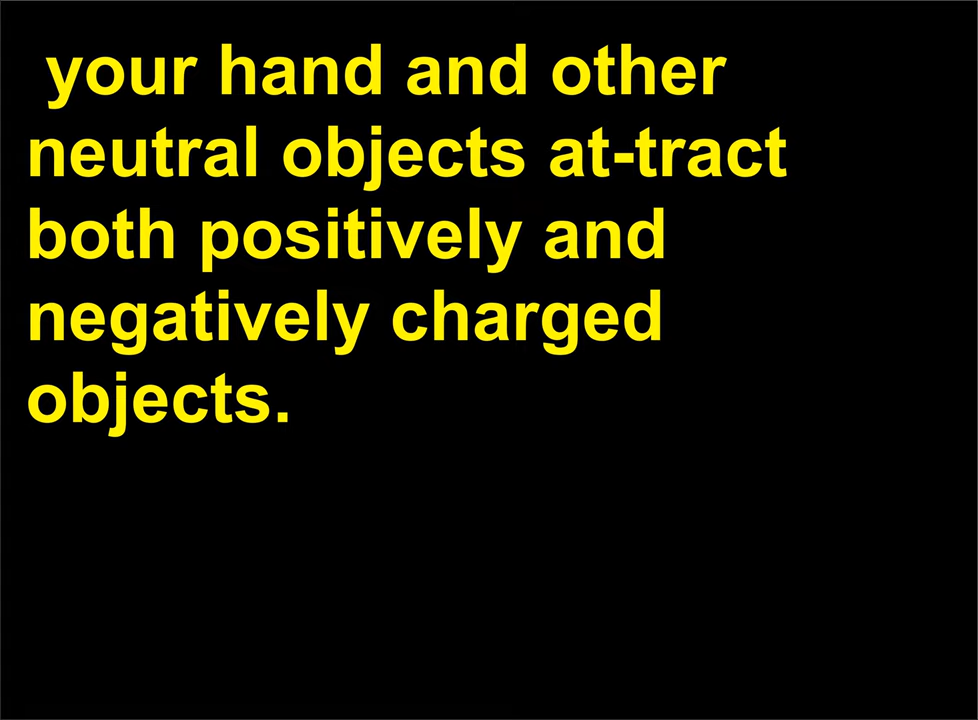 your hand and other
neutral objects at-tract
both positively and
negatively charged
objects.